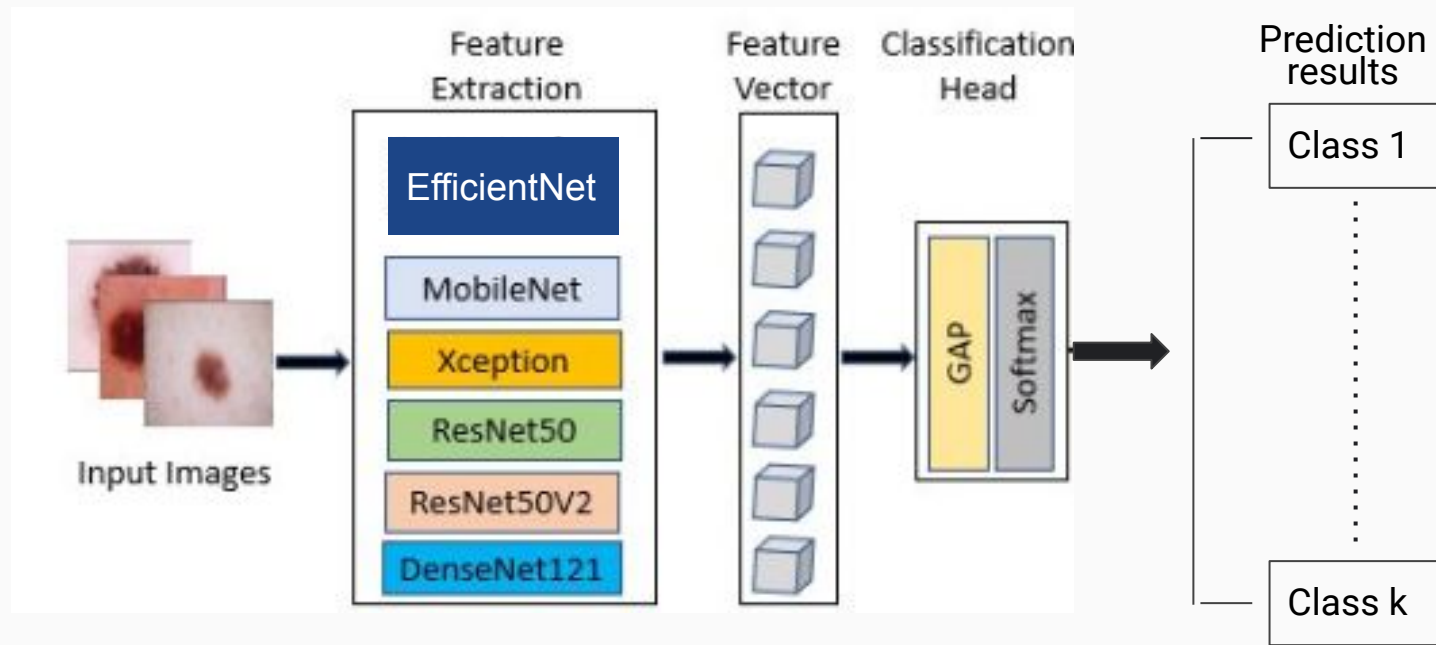 Feature
Extraction
Feature
Vector
Classification
Head
Prediction
results
EfficientNet
MobileNet
Xception
ResNet50
ResNet50V2
DenseNet121
Input Images
GAP
Softmax
Class 1
Class k